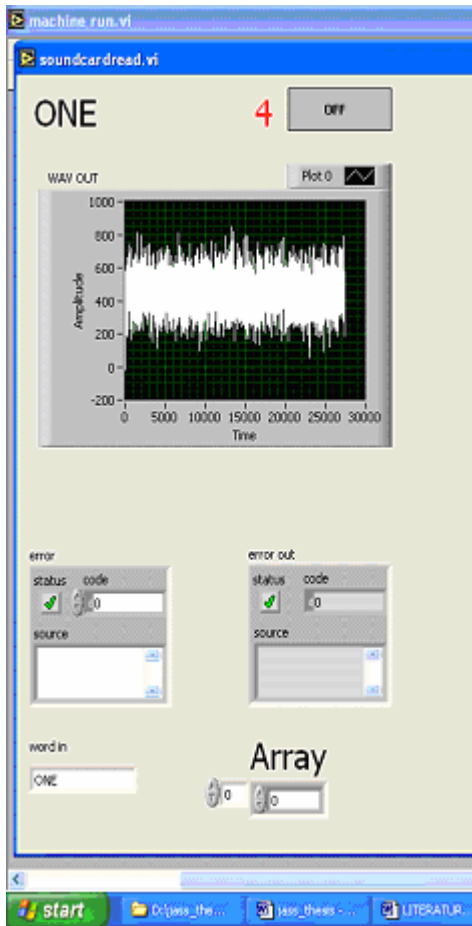 machine run.vi
soundcardread.vi
ONE 4 OFF
WAV OUT Plot 0
1000
800
600
400
200
0
-200
Amplitude
0 5000 10000 15000 20000 25000 30000
Time
error
status code
0
source
error out
status code
0
source
word in
ONE
Array
0 0
start D:\jass_the... jass_thesis -... LITERATUR...